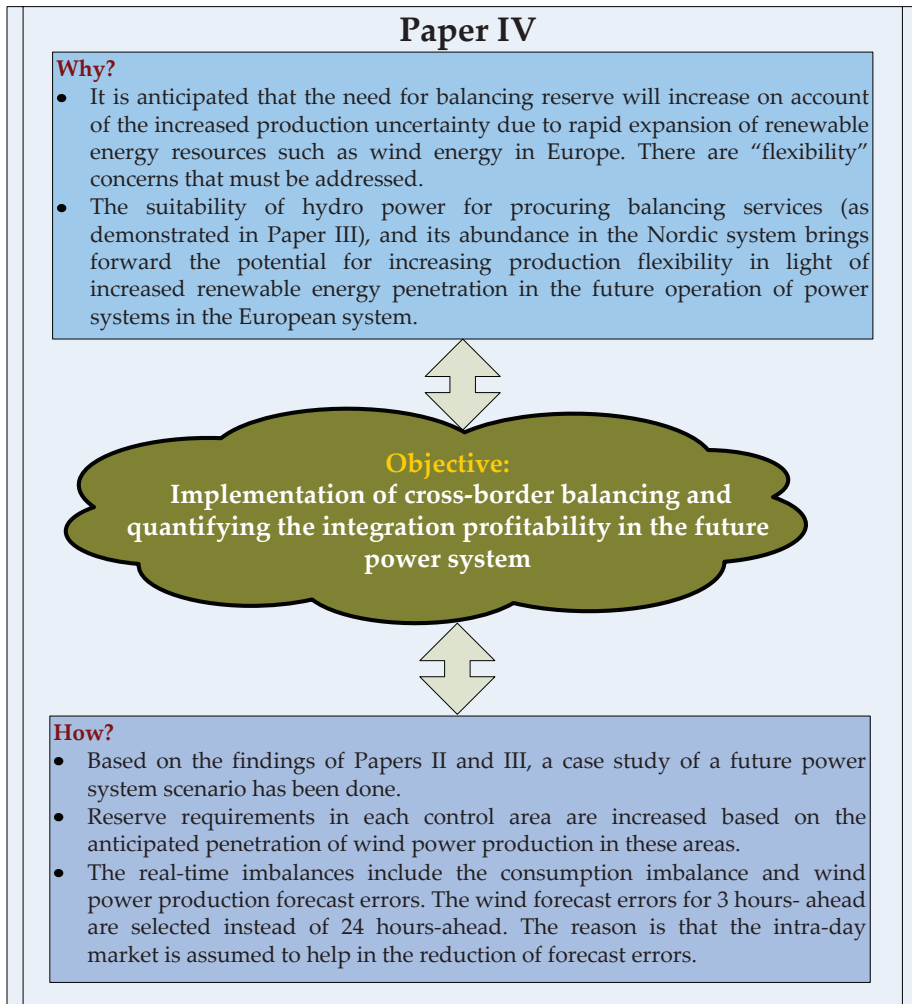 Paper IV
Why?
• It is anticipated that the need for balancing reserve will increase on account
of the increased production uncertainty due to rapid expansion of renewable
energy resources such as wind energy in Europe. There are “flexibility”
concerns that must be addressed.
• The suitability of hydro power for procuring balancing services (as
demonstrated in Paper III), and its abundance in the Nordic system brings
forward the potential for increasing production flexibility in light of
increased renewable energy penetration in the future operation of power
systems in the European system.
Objective:
Implementation of cross-border balancing and
quantifying the integration profitability in the future
power system
How?
• Based on the findings of Papers II and III, a case study of a future power
system scenario has been done.
• Reserve requirements in each control area are increased based on the
anticipated penetration of wind power production in these areas.
• The real-time imbalances include the consumption imbalance and wind
power production forecast errors. The wind forecast errors for 3 hours- ahead
are selected instead of 24 hours-ahead. The reason is that the intra-day
market is assumed to help in the reduction of forecast errors.